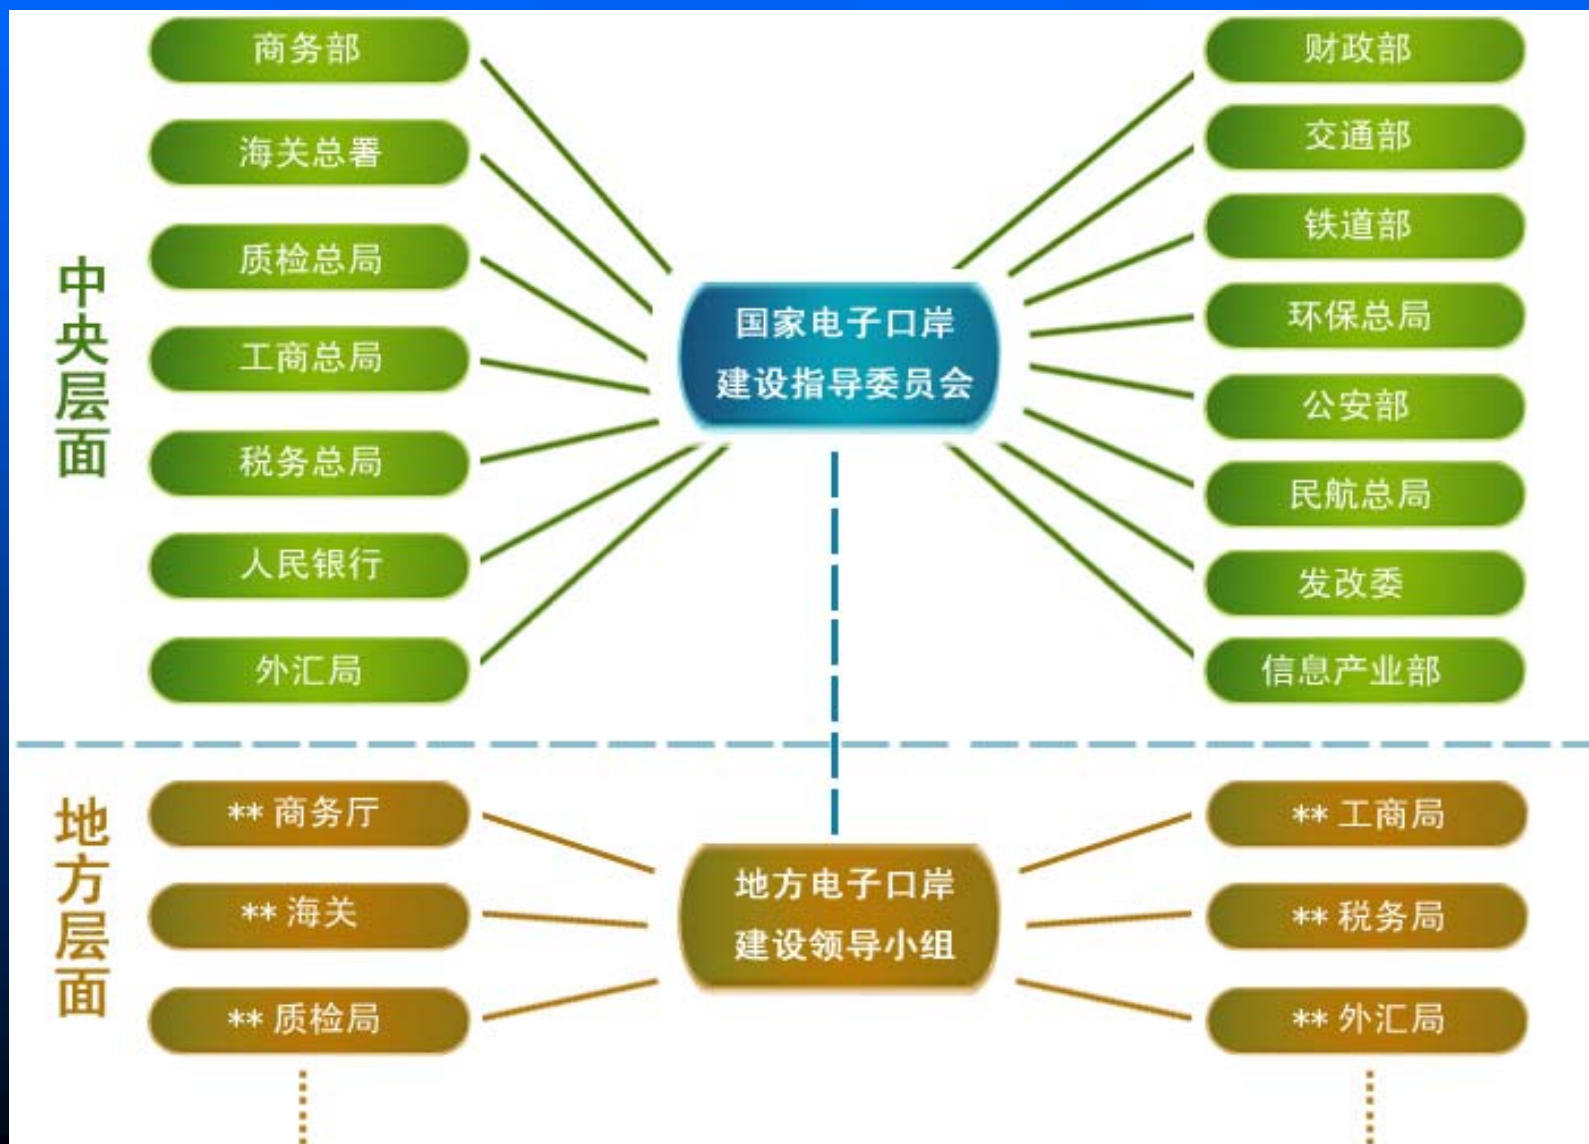 中央层面
商务部
海关总署
质检总局
工商总局
税务总局
人民银行
外汇局
国家电子口岸
建设指导委员会
财政部
交通部
铁道部
环保总局
公安部
民航总局
发改委
信息产业部
地方层面
** 商务厅
** 海关
** 质检局
地方电子口岸
建设领导小组
** 工商局
** 税务局
** 外汇局